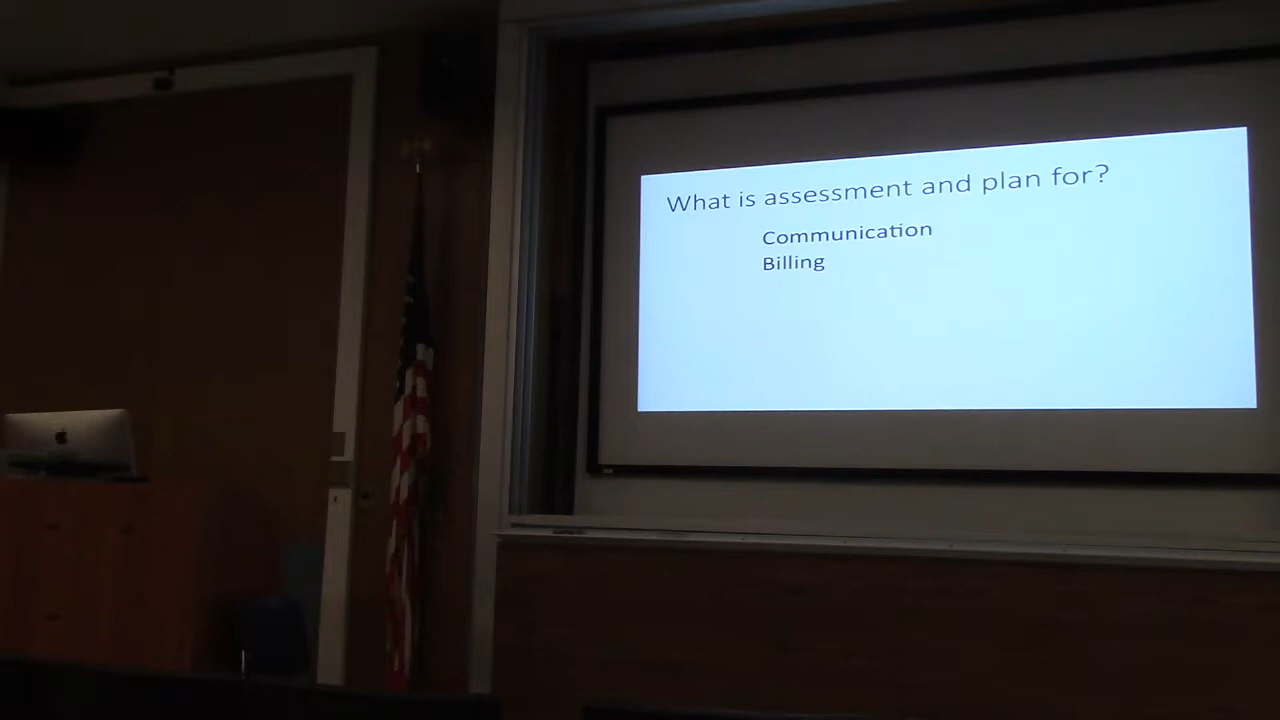 What is assessment and plan for?
Communication
Billing